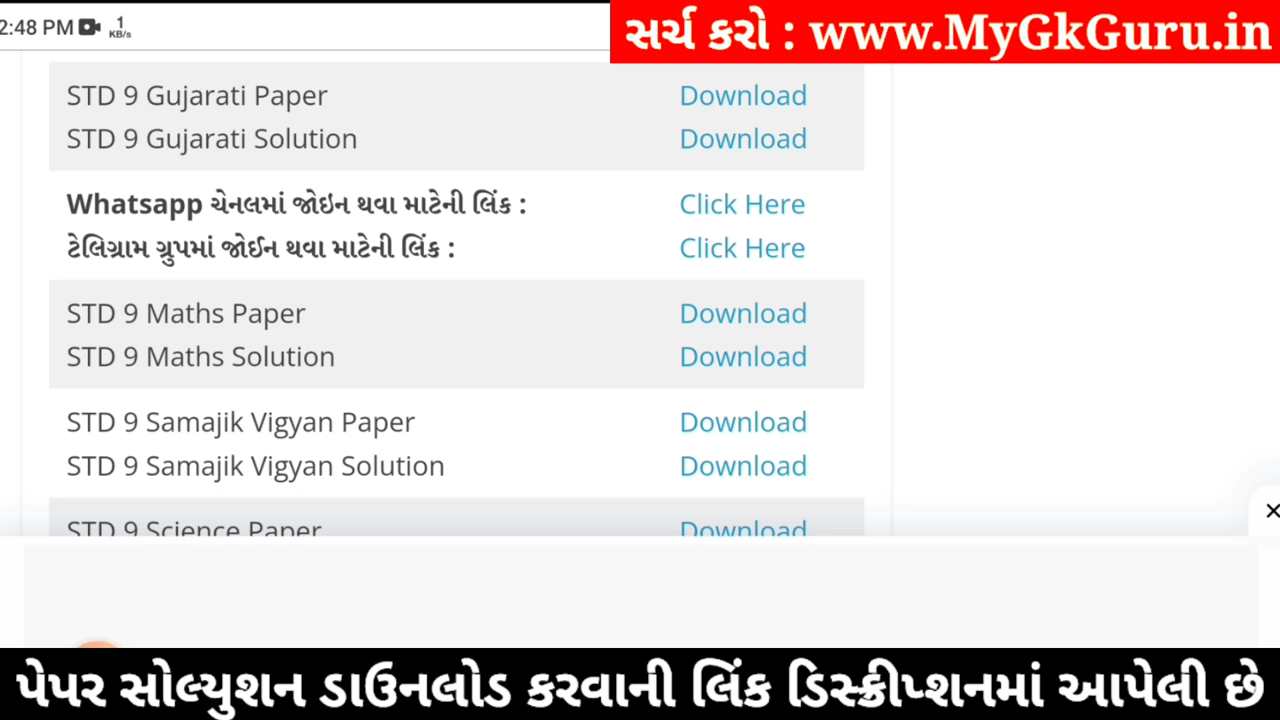 2:48 PM 1 KB/s
સર્ચ કરો : www.MyGkGuru.in
STD 9 Gujarati Paper Download
STD 9 Gujarati Solution Download
Whatsapp ચેનલમાં જોઇન થવા માટેની લિંક : Click Here
ટેલિગ્રામ ગ્રુપમાં જોઈન થવા માટેની લિંક : Click Here
STD 9 Maths Paper Download
STD 9 Maths Solution Download
STD 9 Samajik Vigyan Paper Download
STD 9 Samajik Vigyan Solution Download
STD 9 Science Paper Download
પેપર સોલ્યુશન ડાઉનલોડ કરવાની લિંક ડિસ્ક્રીપ્શનમાં આપેલી છે